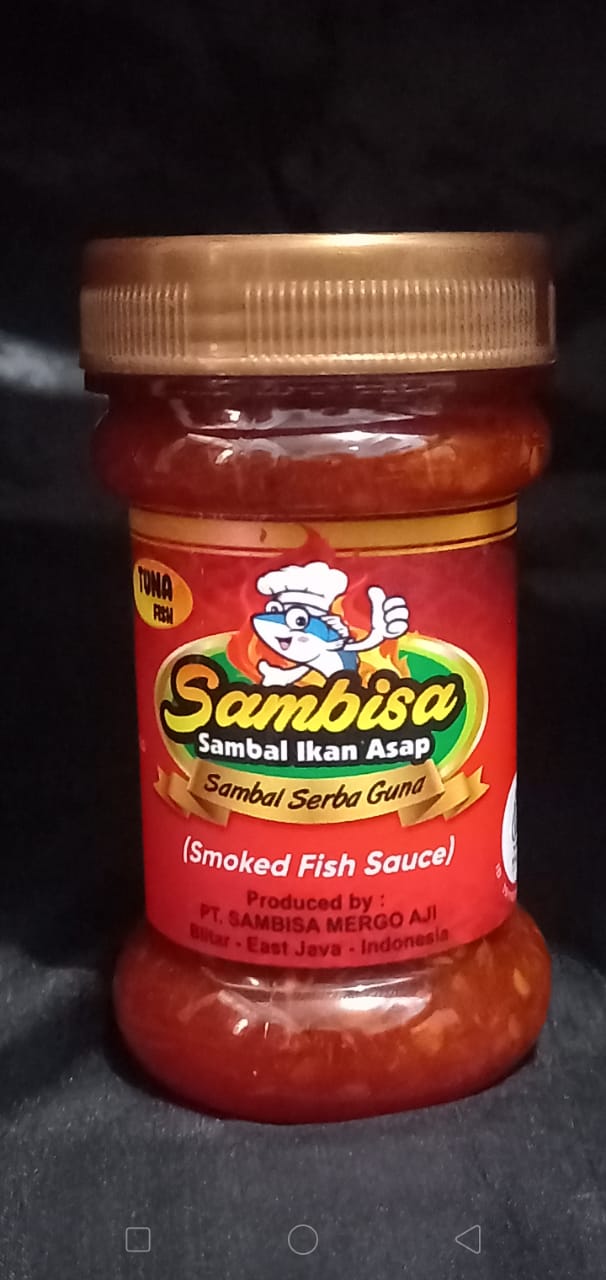 TUNA
FISH
Sambisa
Sambal Ikan Asap
Sambal Serba Guna
(Smoked Fish Sauce)
Produced by :
PT. SAMBISA MERGO AJI
Blitar - East Java - Indonesia